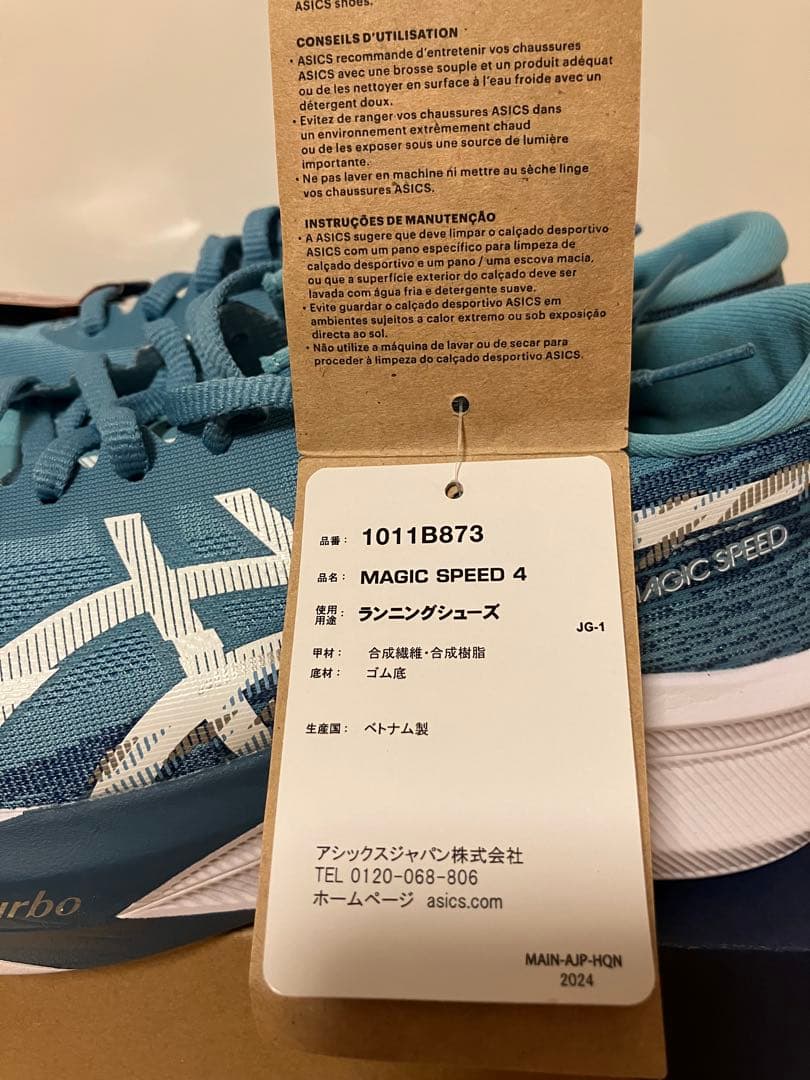 ASICS shoes.
CONSEILS D'UTILISATION
• ASICS recommande d'entretenir vos chaussures
ASICS avec une brosse souple et un produit adéquat
ou de les nettoyer en surface à l'eau froide avec un
détergent doux.
• Evitez de ranger vos chaussures ASICS dans
un environnement extrêmement chaud
ou de les exposer sous une source de lumière
importante.
• Ne pas laver en machine ni mettre au sèche linge
vos chaussures ASICS.
INSTRUÇÕES DE MANUTENÇÃO
• A ASICS sugere que deve limpar o calçado desportivo
ASICS com um pano específico para limpeza de
calçado desportivo e um pano / uma escova macia,
ou que a superfície exterior do calçado deve ser
lavada com água fria e detergente suave.
• Evite guardar o calçado desportivo ASICS em
ambientes sujeitos a calor extremo ou sob exposição
directa ao sol.
• Não utilize a máquina de lavar ou de secar para
proceder à limpeza do calçado desportivo ASICS.
品番: 1011B873
品名: MAGIC SPEED 4
使用用途: ランニングシューズ
JG-1
甲材: 合成繊維・合成樹脂
底材: ゴム底
生産国: ベトナム製
アシックスジャパン株式会社
TEL 0120-068-806
ホームページ asics.com
MAIN-AJP-HQN
2024
MAGIC SPEED
urbo